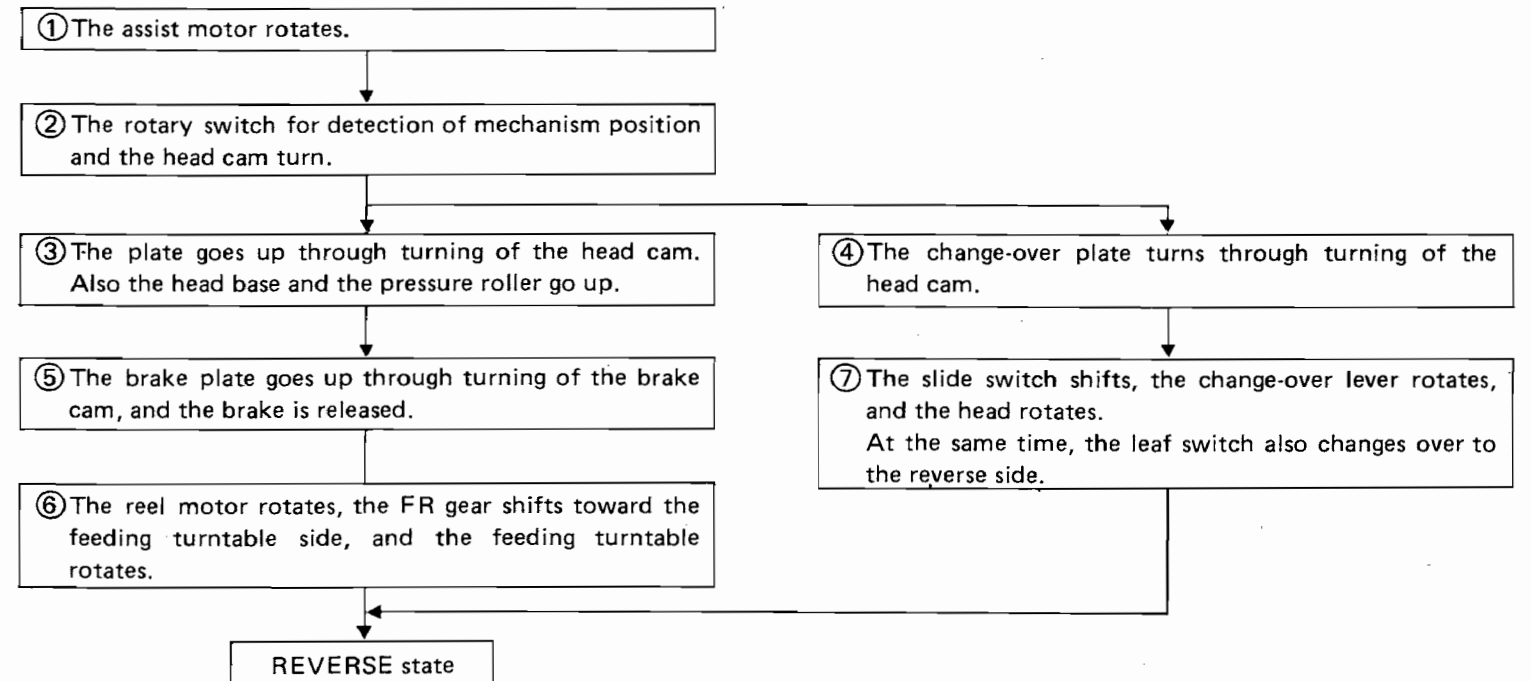 ①The assist motor rotates.
②The rotary switch for detection of mechanism position
and the head cam turn.
③The plate goes up through turning of the head cam.
Also the head base and the pressure roller go up.
④The change-over plate turns through turning of the
head cam.
⑤The brake plate goes up through turning of the brake
cam, and the brake is released.
⑦The slide switch shifts, the change-over lever rotates,
and the head rotates.
At the same time, the leaf switch also changes over to
the reverse side.
⑥The reel motor rotates, the FR gear shifts toward the
feeding turntable side, and the feeding turntable
rotates.
REVERSE state